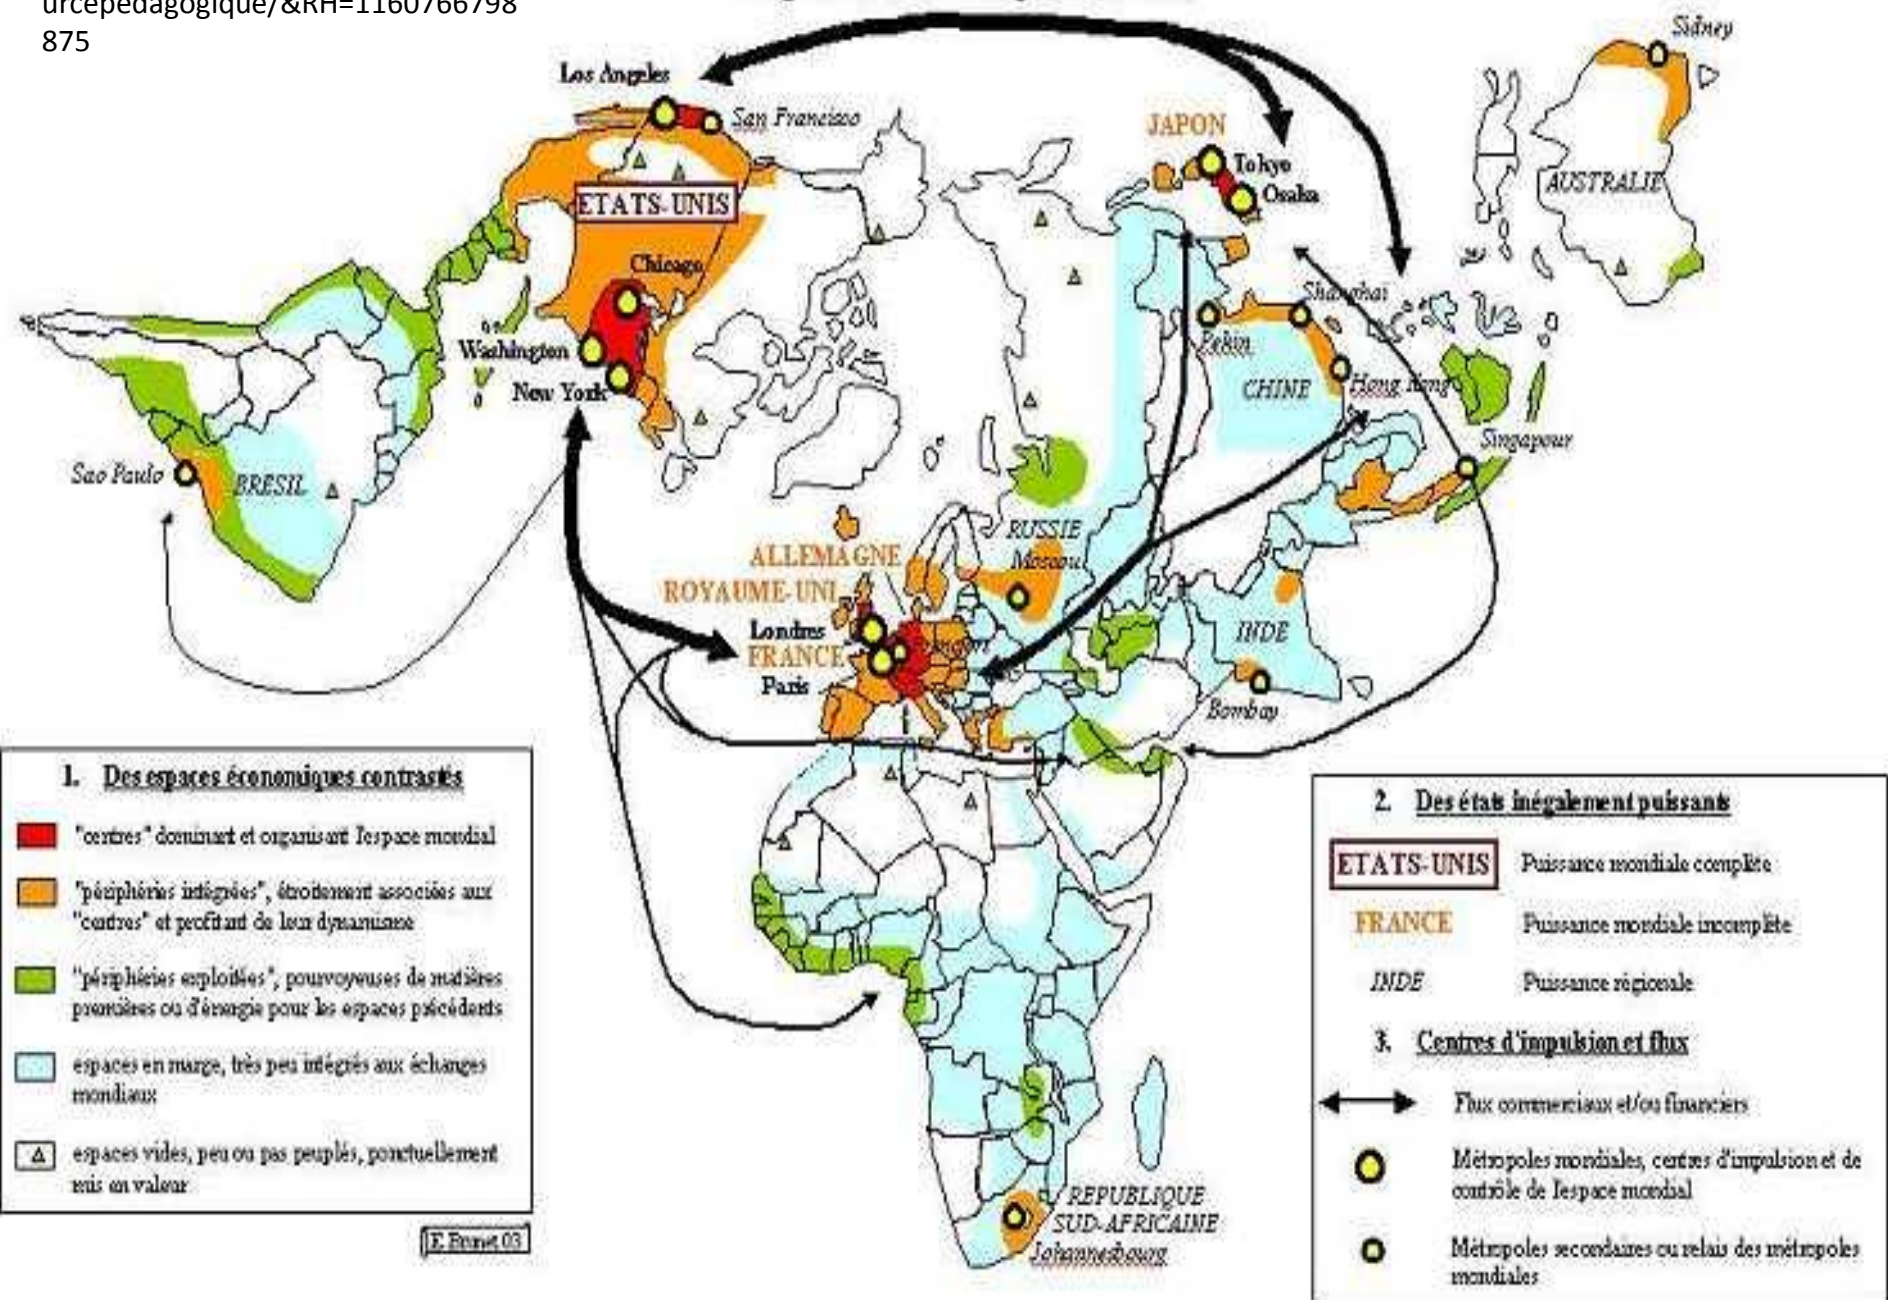 urcepedagogique/&RH=1160766798
875
Los Angeles
San Francisco
Sidney
JAPON
Tokyo
Osaka
AUSTRALIE
ETATS-UNIS
Chicago
Washington
New York
Shanghai
Pekin
CHINE
Hong Kong
Singapour
Sao Paulo
BRESIL
RUSSIE
Moscou
ALLEMAGNE
ROYAUME-UNI
Londres
FRANCE
Paris
INDE
Bombay
REPUBLIQUE
SUD-AFRICAINE
Johannesbourg
1. Des espaces économiques contrastés
"centres" dominant et organisant l'espace mondial
"périphéries intégrées", étroitement associées aux
"centres" et profitant de leur dynamisme
"périphéries exploitées", pourvoyeuses de matières
premières ou d'énergie pour les espaces précédents
espaces en marge, très peu intégrés aux échanges
mondiaux
espaces vides, peu ou pas peuplés, ponctuellement
mis en valeur
E Brunet 03
2. Des états inégalement puissants
ETATS-UNIS Puissance mondiale complète
FRANCE Puissance mondiale incomplète
INDE Puissance régionale
3. Centres d'impulsion et flux
Flux commerciaux et/ou financiers
Métropoles mondiales, centres d'impulsion et de
contrôle de l'espace mondial
Métropoles secondaires ou relais des métropoles
mondiales